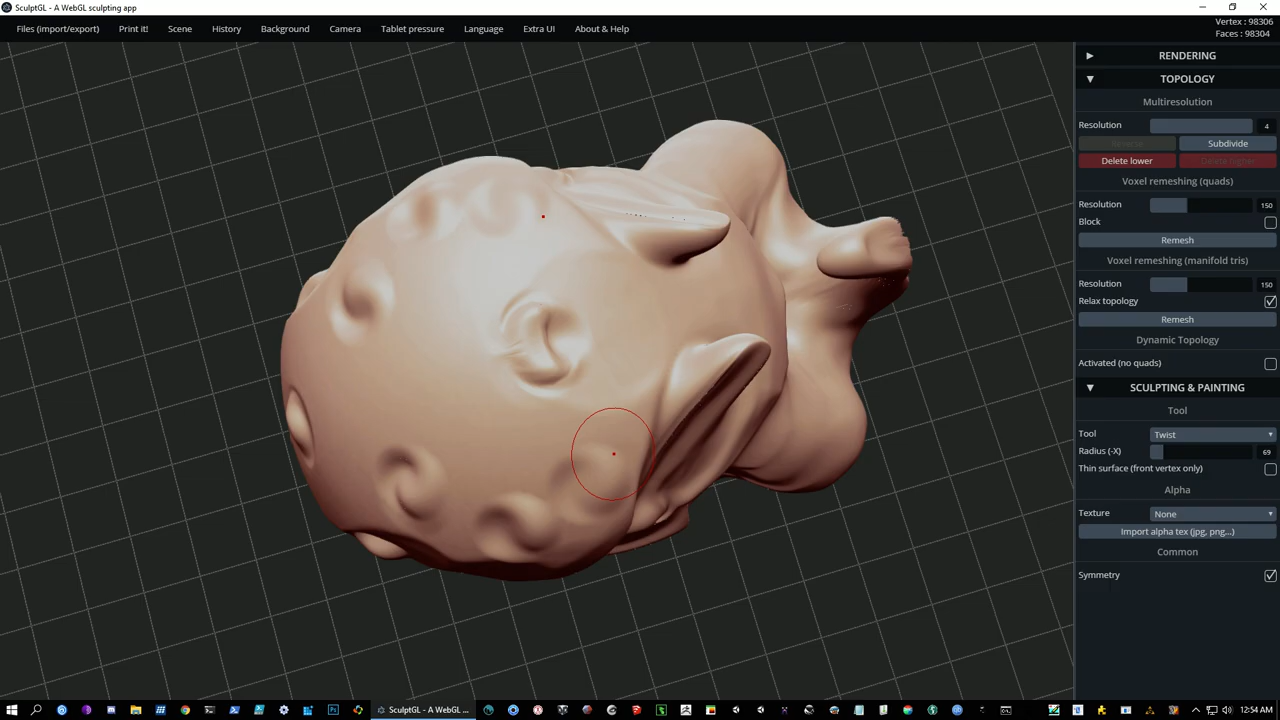 SculptGL - A WebGL sculpting app
Files (import/export) Print it! Scene History Background Camera Tablet pressure Language Extra UI About & Help
Vertex : 98306
Faces : 98304
RENDERING
TOPOLOGY
Multiresolution
Resolution 4
Reverse Subdivide
Delete lower Delete higher
Voxel remeshing (quads)
Resolution 150
Block
Remesh
Voxel remeshing (manifold tris)
Resolution 150
Relax topology
Remesh
Dynamic Topology
Activated (no quads)
SCULPTING & PAINTING
Tool
Tool Twist
Radius (-X) 69
Thin surface (front vertex only)
Alpha
Texture None
Import alpha tex (jpg, png...)
Common
Symmetry
SculptGL - A WebGL ...
12:54 AM